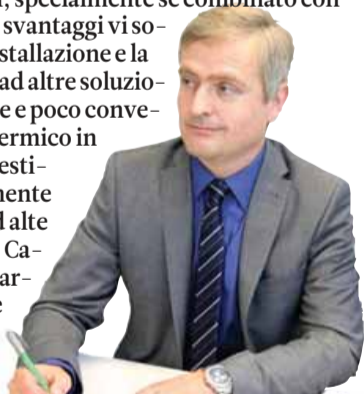 specialmente se combinato con
svantaggi vi so-
stallazione e la
ad altre soluzio-
e e poco conve-
ermico in
esti-
mente
d alte
Ca-
ar-
e